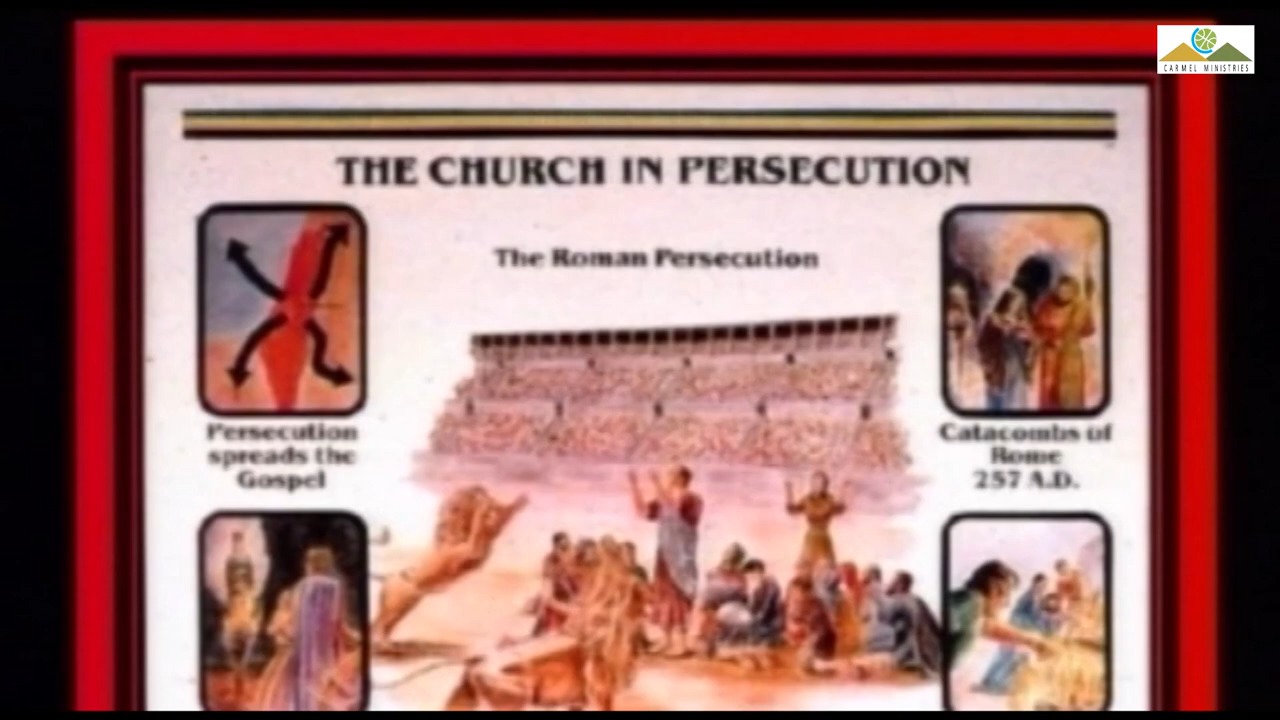 CARMEL MINISTRIES
THE CHURCH IN PERSECUTION
The Roman Persecution
Persecution
spreads the
Gospel
Catacombs of
Rome
257 A.D.